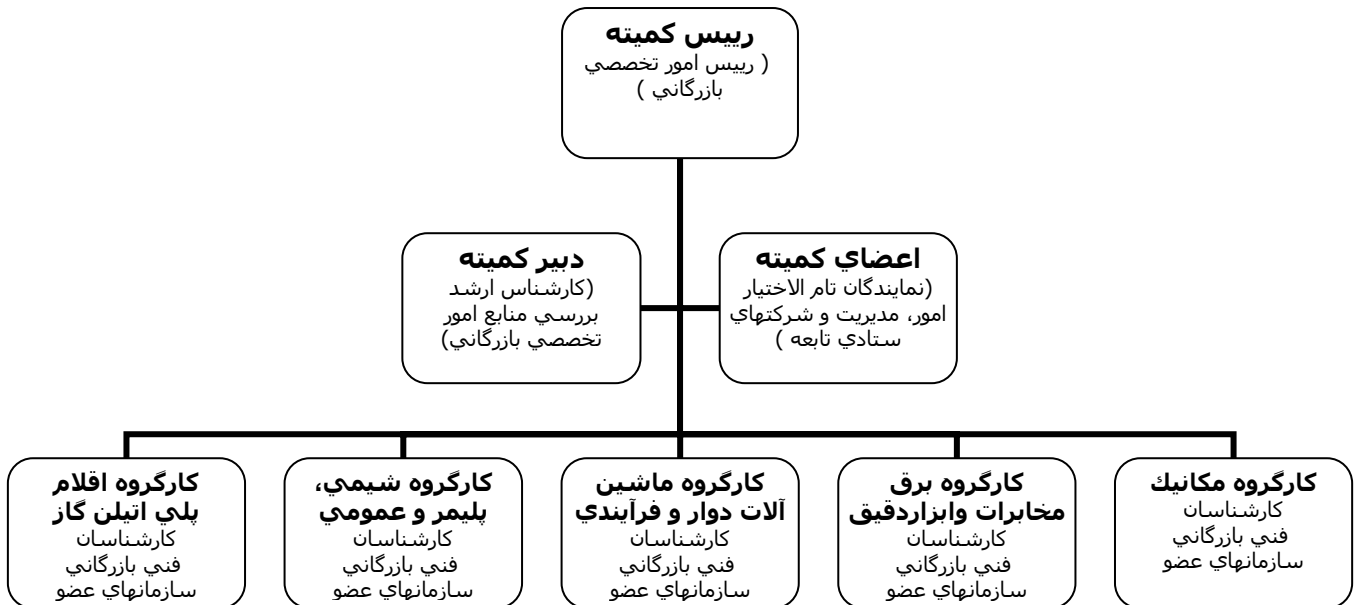 رييس كميته
( رييس امور تخصصي
بازرگاني )
اعضاي كميته
(نمايندگان تام الاختيار
امور، مديريت و شركتهاي
ستادي تابعه )
دبير كميته
(كارشناس ارشد
بررسي منابع امور
تخصصي بازرگاني)
كارگروه مكانيك
كارشناسان
فني بازرگاني
سازمانهاي عضو
كارگروه برق
مخابرات وابزاردقيق
كارشناسان
فني بازرگاني
سازمانهاي عضو
كارگروه ماشين
آلات دوار و فرآيندي
كارشناسان
فني بازرگاني
سازمانهاي عضو
كارگروه شيمي،
پليمر و عمومي
كارشناسان
فني بازرگاني
سازمانهاي عضو
كارگروه اقلام
پلي اتيلن گاز
كارشناسان
فني بازرگاني
سازمانهاي عضو